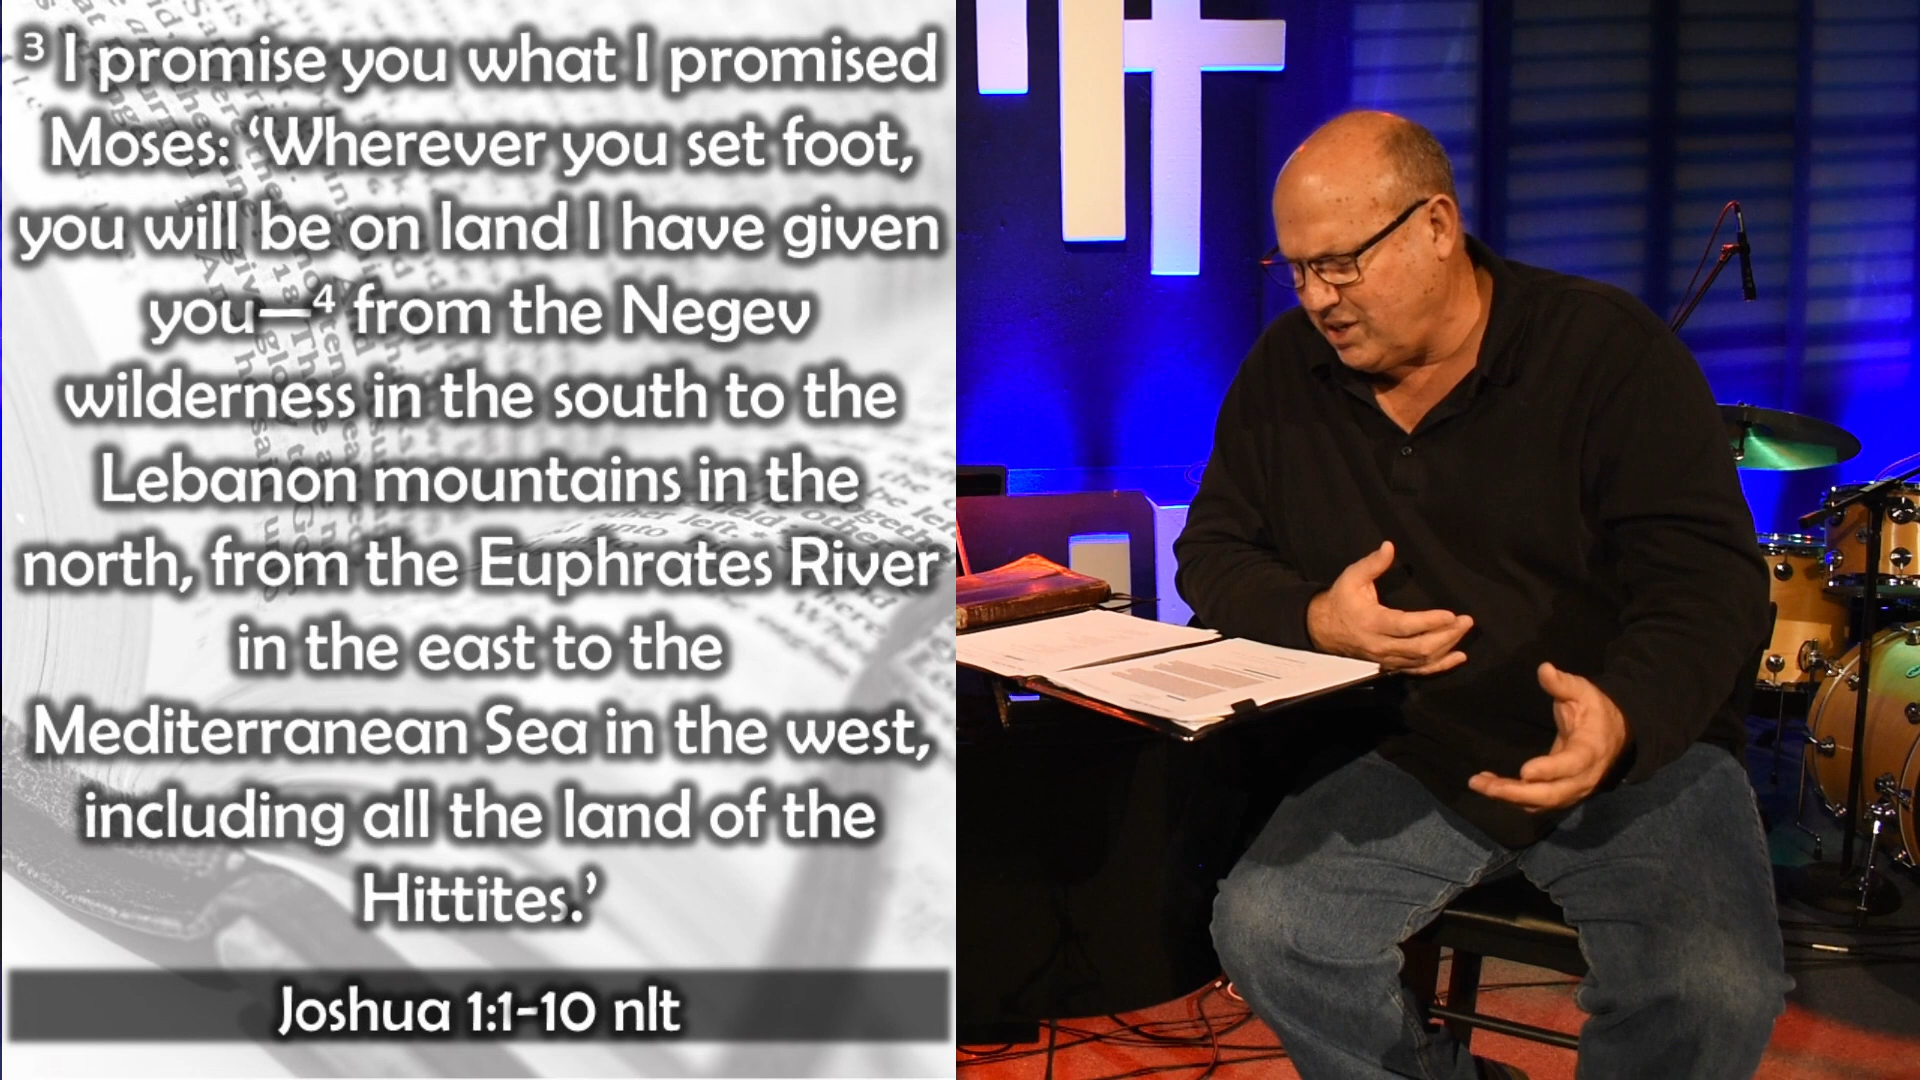 ³ I promise you what I promised
Moses: ‘Wherever you set foot,
you will be on land I have given
you—⁴ from the Negev
wilderness in the south to the
Lebanon mountains in the
north, from the Euphrates River
in the east to the
Mediterranean Sea in the west,
including all the land of the
Hittites.’
Joshua 1:1-10 nlt